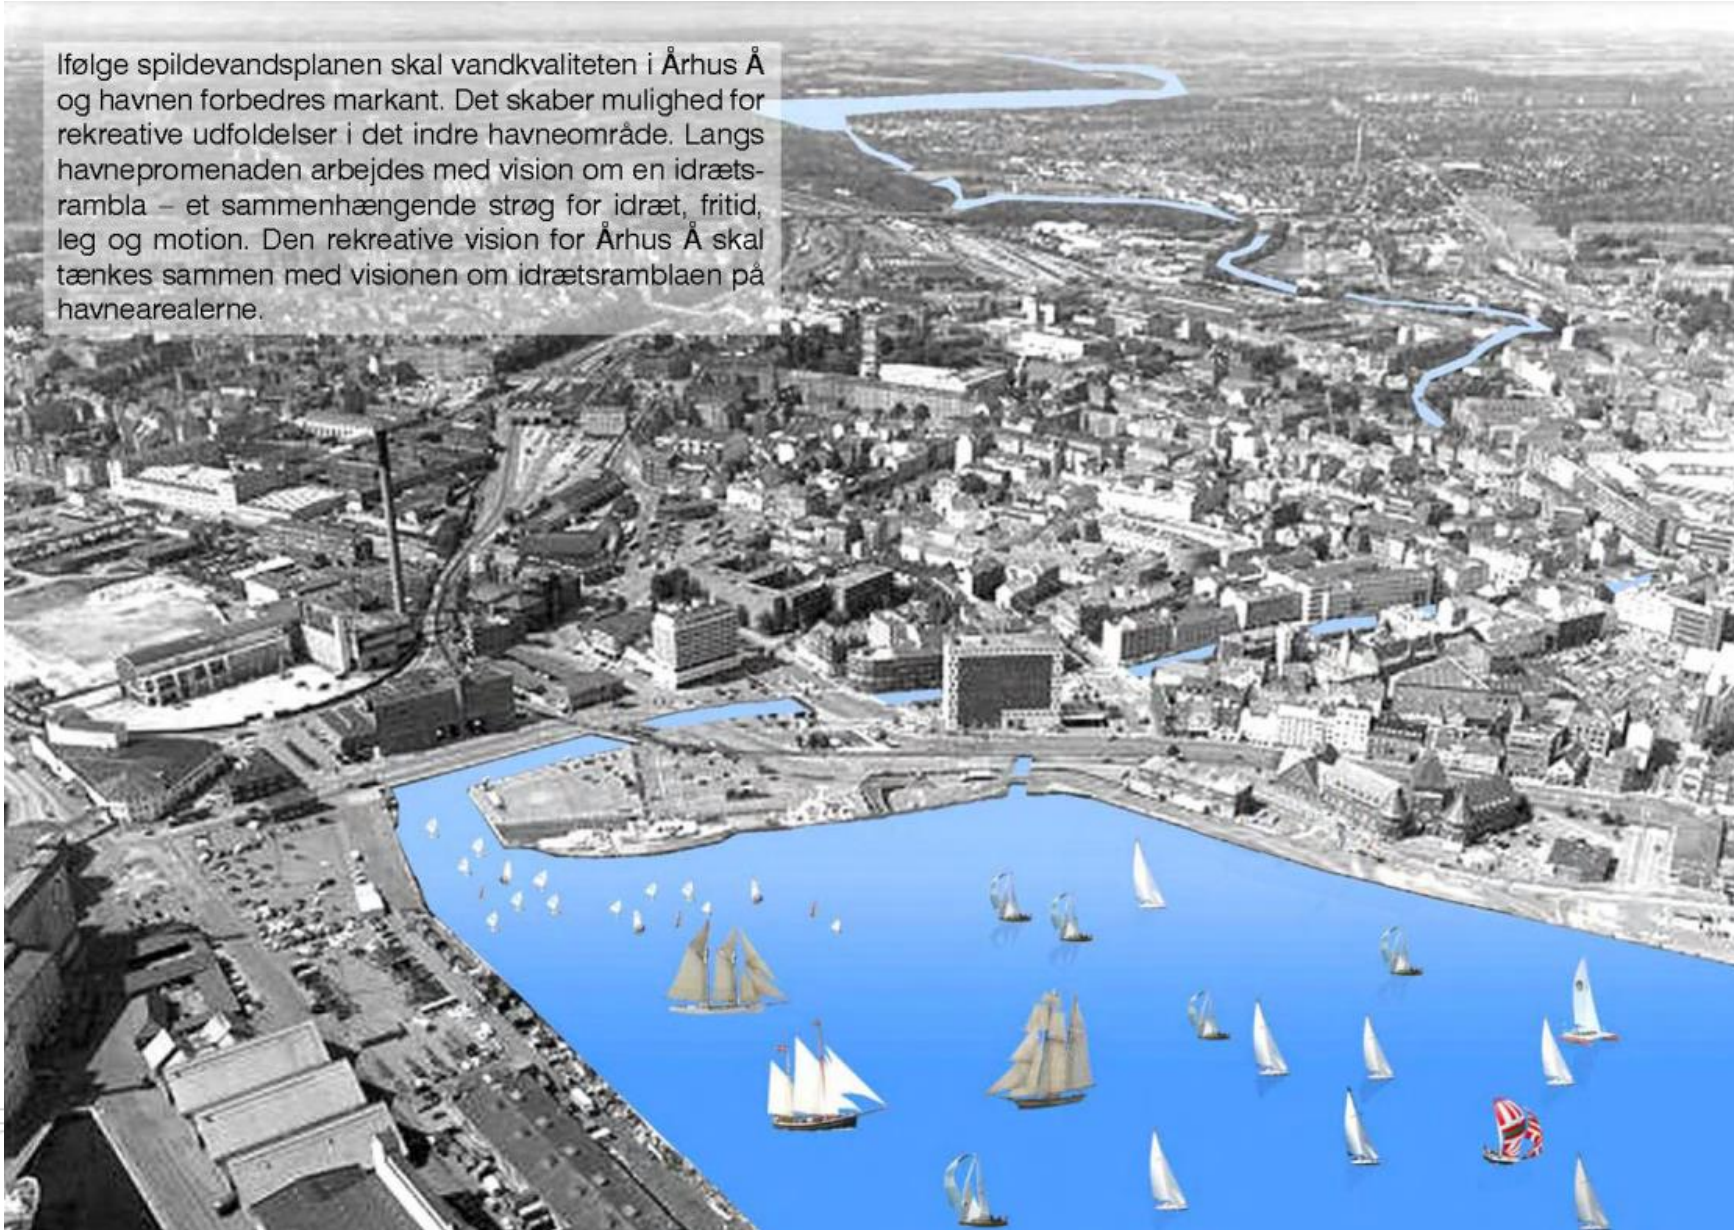 Ifølge spildevandsplanen skal vandkvaliteten i Århus Å
og havnen forbedres markant. Det skaber mulighed for
rekreative udfoldelser i det indre havneområde. Langs
havnepromenaden arbejdes med vision om en idræts-
rambla – et sammenhængende strøg for idræt, fritid,
leg og motion. Den rekreative vision for Århus Å skal
tænkes sammen med visionen om idrætsramblaen på
havnearealerne.